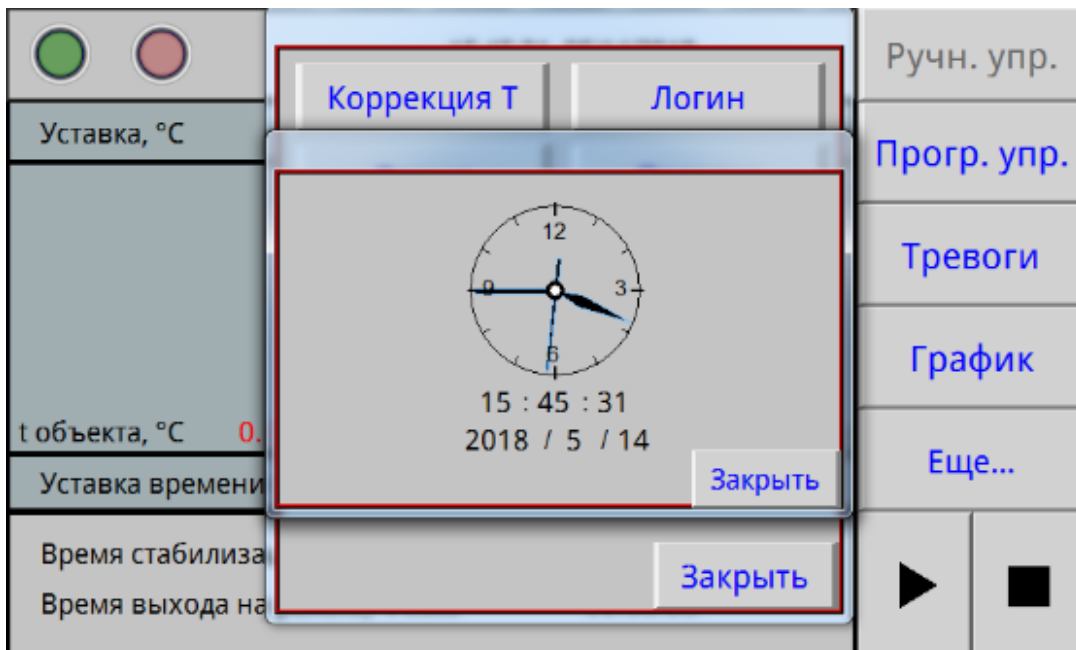 Ручн. упр.
Коррекция Т
Логин
Уставка, °C
Прогр. упр.
12
9
3
6
Тревоги
График
15 : 45 : 31
2018 / 5 / 14
t объекта, °C 0.
Еще...
Уставка времени
Закрыть
Время стабилиза
Закрыть
Время выхода на